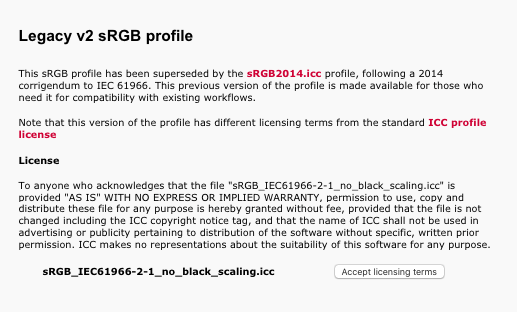 Legacy v2 sRGB profile
This sRGB profile has been superseded by the sRGB2014.icc profile, following a 2014
corrigendum to IEC 61966. This previous version of the profile is made available for those who
need it for compatibility with existing workflows.
Note that this version of the profile has different licensing terms from the standard ICC profile
license
License
To anyone who acknowledges that the file "sRGB_IEC61966-2-1_no_black_scaling.icc" is
provided "AS IS" WITH NO EXPRESS OR IMPLIED WARRANTY, permission to use, copy and
distribute these file for any purpose is hereby granted without fee, provided that the file is not
changed including the ICC copyright notice tag, and that the name of ICC shall not be used in
advertising or publicity pertaining to distribution of the software without specific, written prior
permission. ICC makes no representations about the suitability of this software for any purpose.
sRGB_IEC61966-2-1_no_black_scaling.icc Accept licensing terms